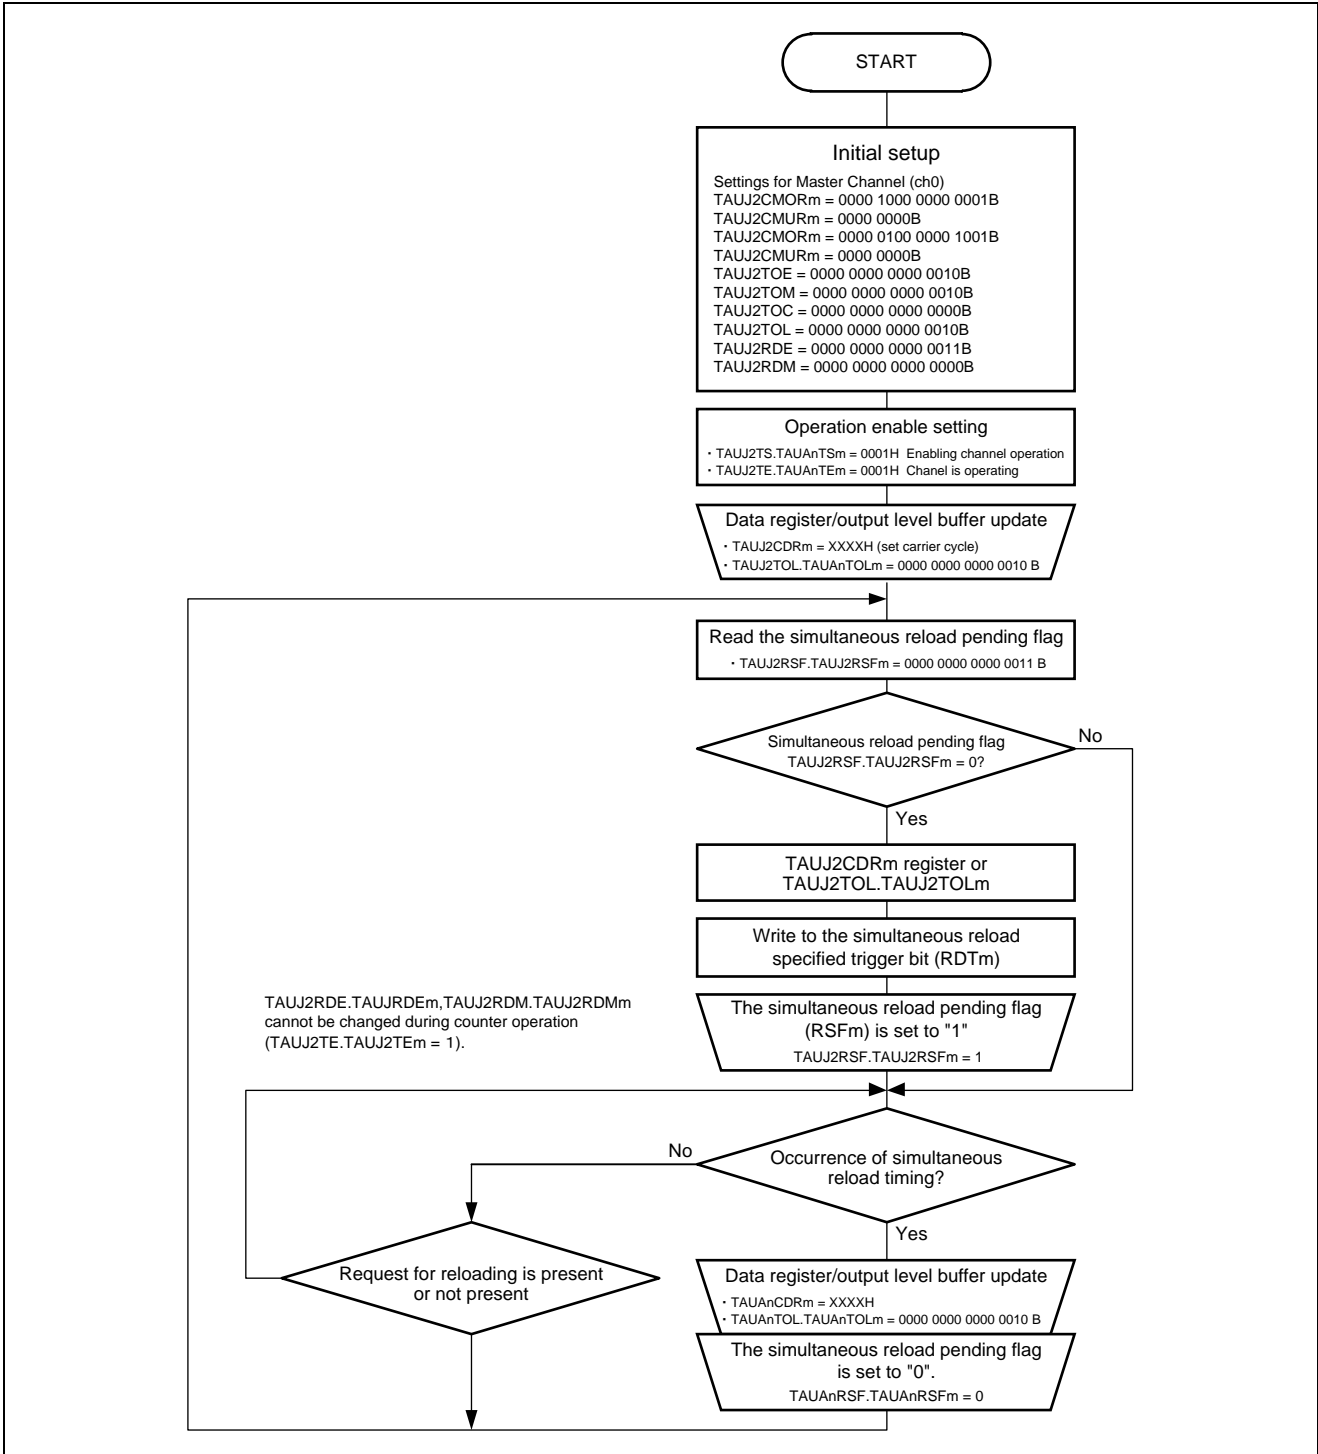 START
Initial setup
Settings for Master Channel (ch0)
TAUJ2CMORm = 0000 1000 0000 0001B
TAUJ2CMURm = 0000 0000B
TAUJ2CMORm = 0000 0100 0000 1001B
TAUJ2CMURm = 0000 0000B
TAUJ2TOE = 0000 0000 0000 0010B
TAUJ2TOM = 0000 0000 0000 0010B
TAUJ2TOC = 0000 0000 0000 0000B
TAUJ2TOL = 0000 0000 0000 0010B
TAUJ2RDE = 0000 0000 0000 0011B
TAUJ2RDM = 0000 0000 0000 0000B
Operation enable setting
・TAUJ2TS.TAUAnTSm = 0001H Enabling channel operation
・TAUJ2TE.TAUAnTEm = 0001H Chanel is operating
Data register/output level buffer update
・TAUJ2CDRm = XXXXH (set carrier cycle)
・TAUJ2TOL.TAUAnTOLm = 0000 0000 0000 0010 B
Read the simultaneous reload pending flag
・TAUJ2RSF.TAUJ2RSFm = 0000 0000 0000 0011 B
Simultaneous reload pending flag
TAUJ2RSF.TAUJ2RSFm = 0?
No
Yes
TAUJ2CDRm register or
TAUJ2TOL.TAUJ2TOLm
Write to the simultaneous reload
specified trigger bit (RDTm)
The simultaneous reload pending flag
(RSFm) is set to "1"
TAUJ2RSF.TAUJ2RSFm = 1
TAUJ2RDE.TAUJRDEm,TAUJ2RDM.TAUJ2RDMm
cannot be changed during counter operation
(TAUJ2TE.TAUJ2TEm = 1).
Occurrence of simultaneous
reload timing?
No
Yes
Request for reloading is present
or not present
Data register/output level buffer update
・TAUAnCDRm = XXXXH
・TAUAnTOL.TAUAnTOLm = 0000 0000 0000 0010 B
The simultaneous reload pending flag
is set to "0".
TAUAnRSF.TAUAnRSFm = 0